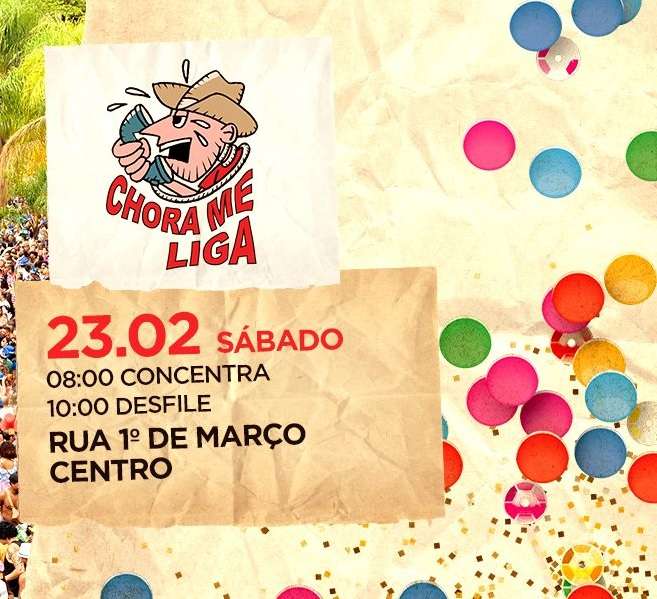 CHORA ME
LIGA
23.02 SÁBADO
08:00 CONCENTRA
10:00 DESFILE
RUA 1º DE MARÇO
CENTRO